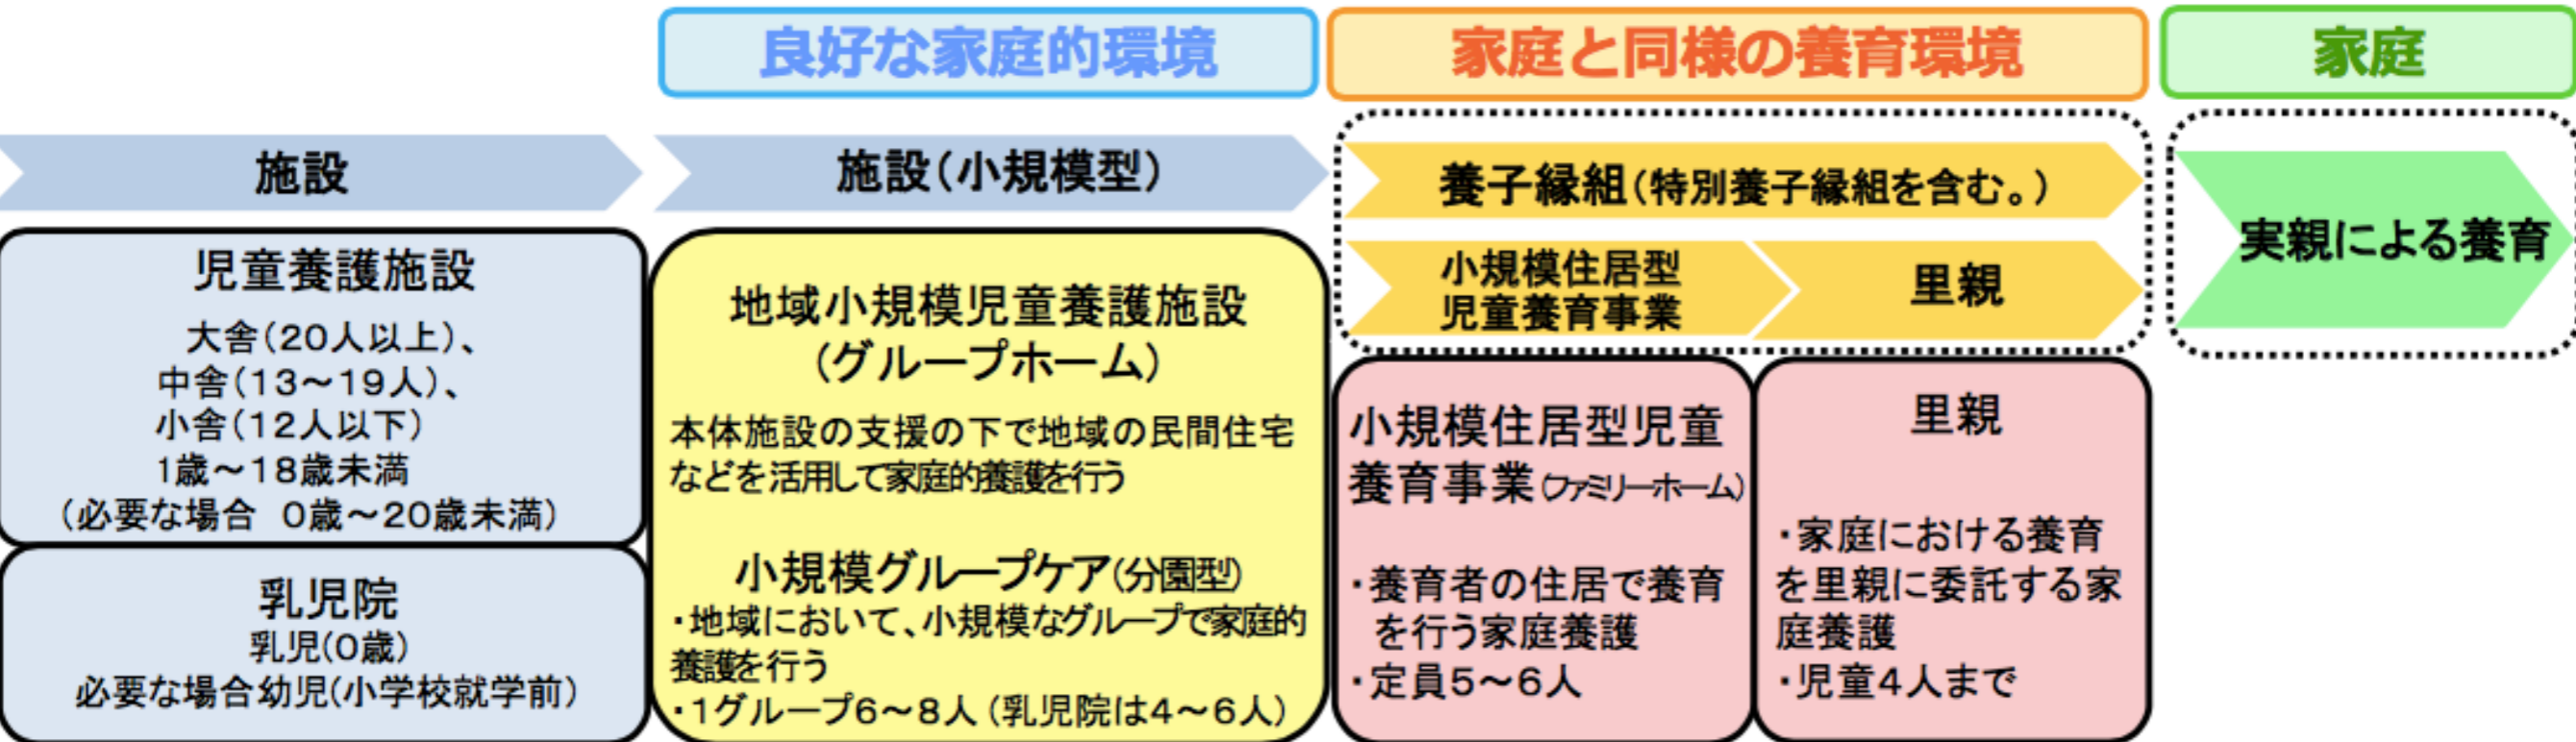 良好な家庭的環境
家庭と同様の養育環境
家庭
施設
施設(小規模型)
養子縁組(特別養子縁組を含む。)
小規模住居型
児童養育事業
里親
実親による養育
児童養護施設
大舎(20人以上)、
中舎(13～19人)、
小舎(12人以下)
1歳～18歳未満
(必要な場合 0歳～20歳未満)
乳児院
乳児(0歳)
必要な場合幼児(小学校就学前)
地域小規模児童養護施設
(グループホーム)
本体施設の支援の下で地域の民間住宅
などを活用して家庭的養護を行う
小規模グループケア(分園型)
・地域において、小規模なグループで家庭的
養護を行う
・1グループ6～8人(乳児院は4～6人)
小規模住居型児童
養育事業(ファミリーホーム)
・養育者の住居で養育
を行う家庭養護
・定員5～6人
里親
・家庭における養育
を里親に委託する家
庭養護
・児童4人まで